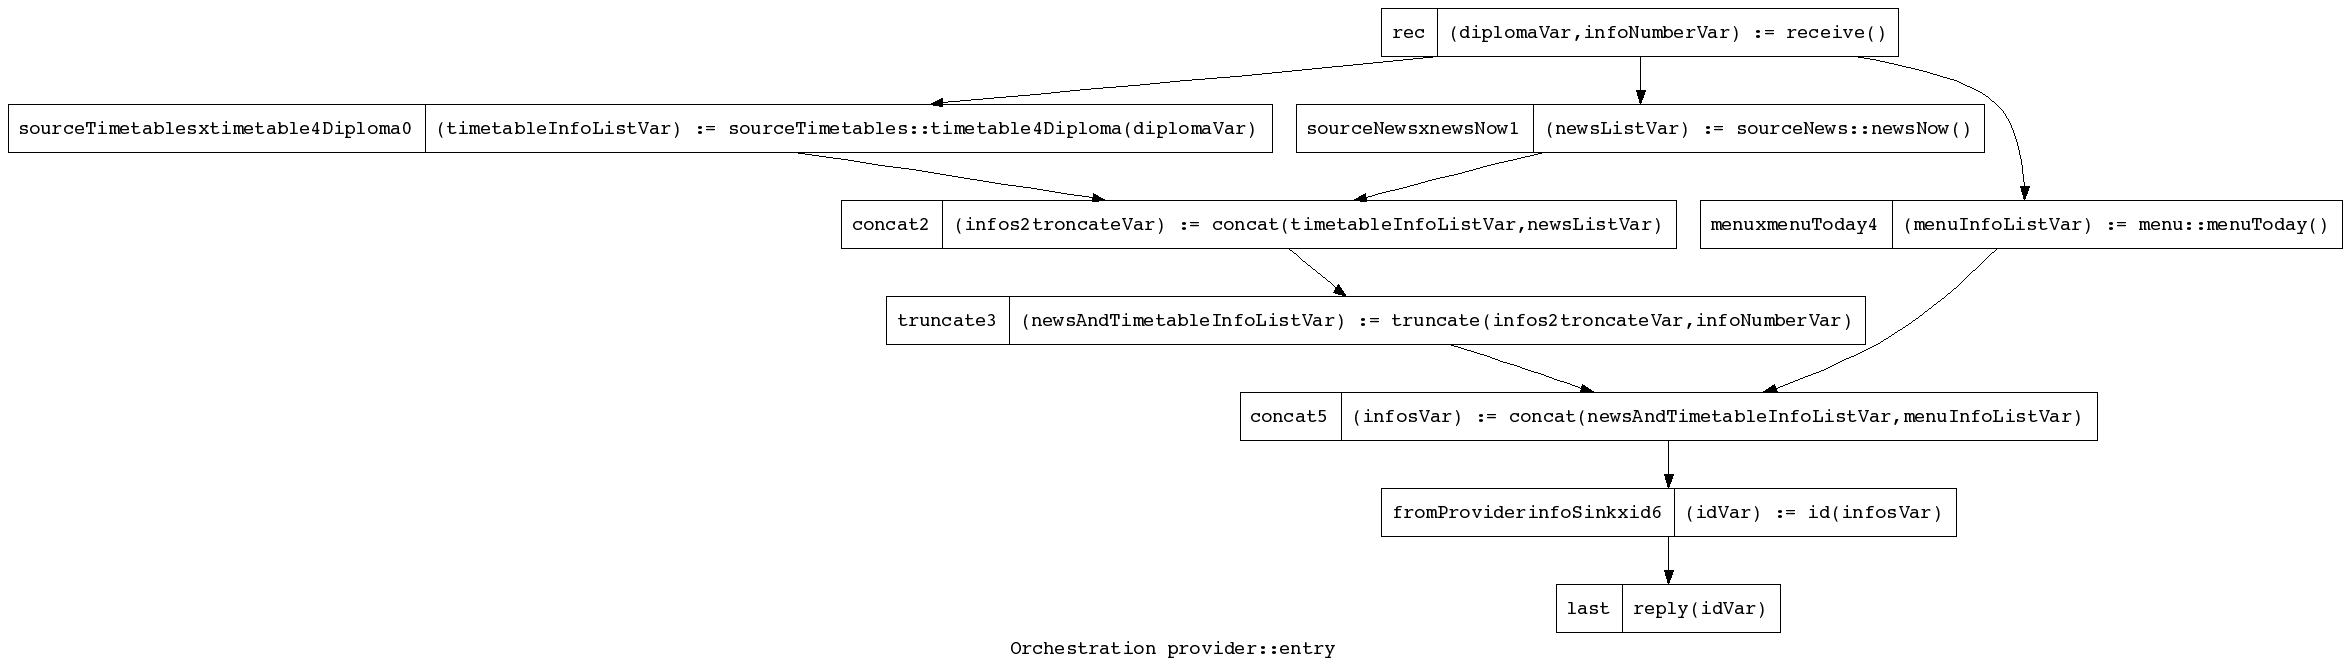 rec (diplomaVar,infoNumberVar) := receive()
sourceTimetablesxtimetable4Diploma0 (timetableInfoListVar) := sourceTimetables::timetable4Diploma(diplomaVar)
sourceNewsxnewsNow1 (newsListVar) := sourceNews::newsNow()
concat2 (infos2troncateVar) := concat(timetableInfoListVar,newsListVar)
menuxmenuToday4 (menuInfoListVar) := menu::menuToday()
truncate3 (newsAndTimetableInfoListVar) := truncate(infos2troncateVar,infoNumberVar)
concat5 (infosVar) := concat(newsAndTimetableInfoListVar,menuInfoListVar)
fromProviderinfoSinkxid6 (idVar) := id(infosVar)
last reply(idVar)
Orchestration provider::entry